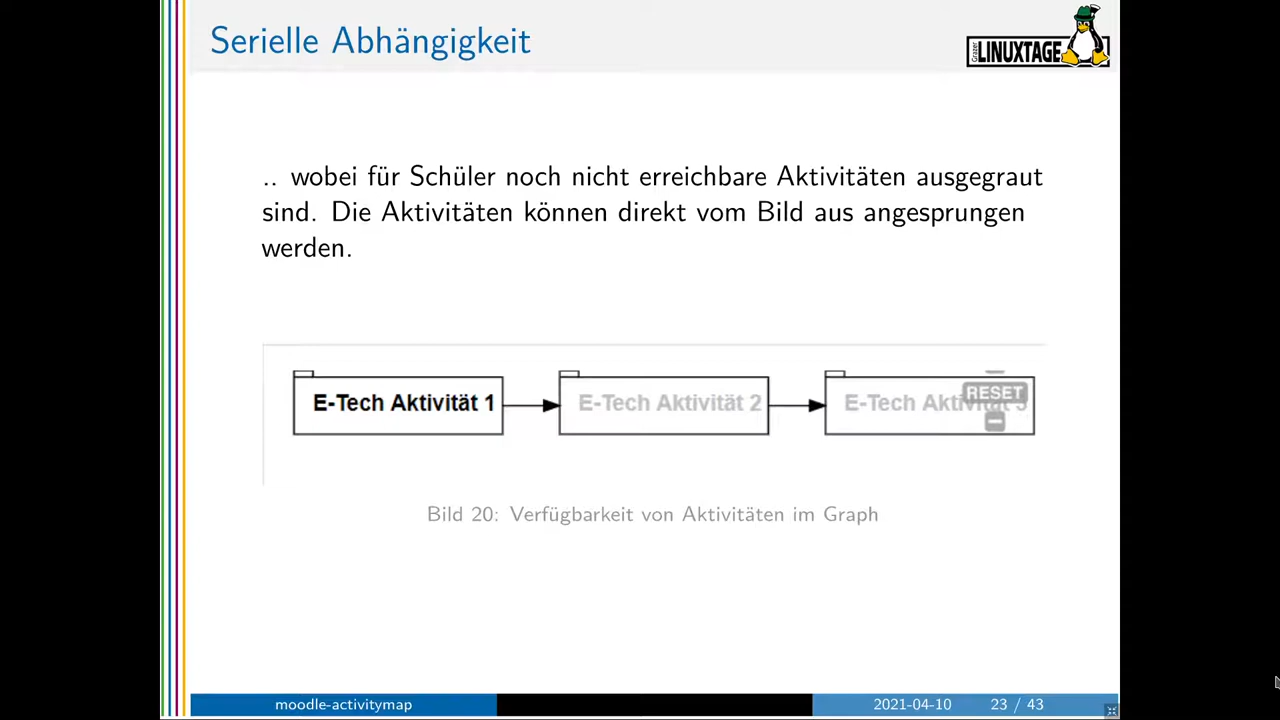 Serielle Abhängigkeit
Grazer
LINUXTAGE
.. wobei für Schüler noch nicht erreichbare Aktivitäten ausgegraut
sind. Die Aktivitäten können direkt vom Bild aus angesprungen
werden.
E-Tech Aktivität 1
E-Tech Aktivität 2
E-Tech Aktivität 3
RESET
Bild 20: Verfügbarkeit von Aktivitäten im Graph
moodle-activitymap
2021-04-10
23 / 43